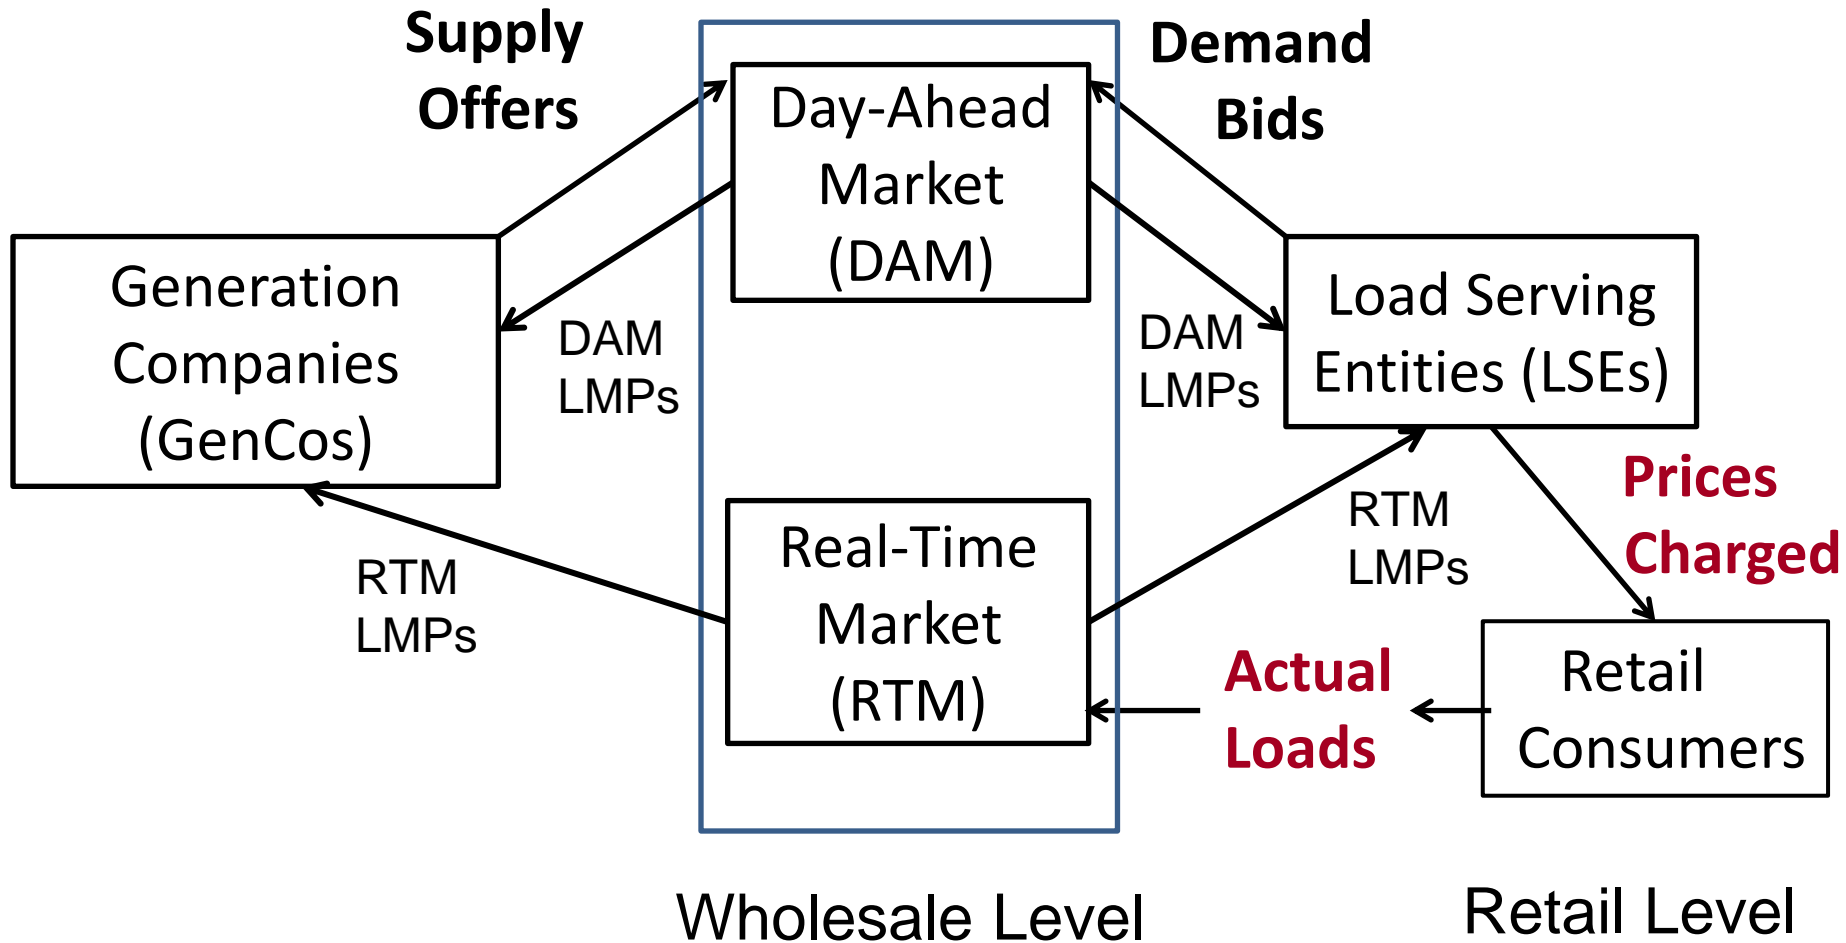 Supply
Offers
Demand
Bids
Day-Ahead
Market
(DAM)
Generation
Companies
(GenCos)
DAM
LMPs
DAM
LMPs
Load Serving
Entities (LSEs)
Prices
Charged
RTM
LMPs
RTM
LMPs
Real-Time
Market
(RTM)
Actual
Loads
Retail
Consumers
Wholesale Level
Retail Level